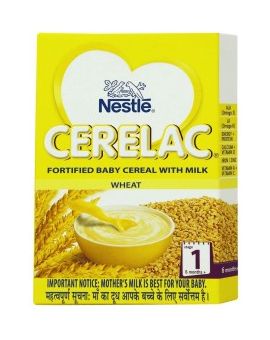 Nestlé
CERELAC
FORTIFIED BABY CEREAL WITH MILK
WHEAT
stage
1
6 months +
IMPORTANT NOTICE: MOTHER'S MILK IS BEST FOR YOUR BABY.
महत्वपूर्ण सूचना: माँ का दूध आपके बच्चे के लिए सर्वोत्तम है।